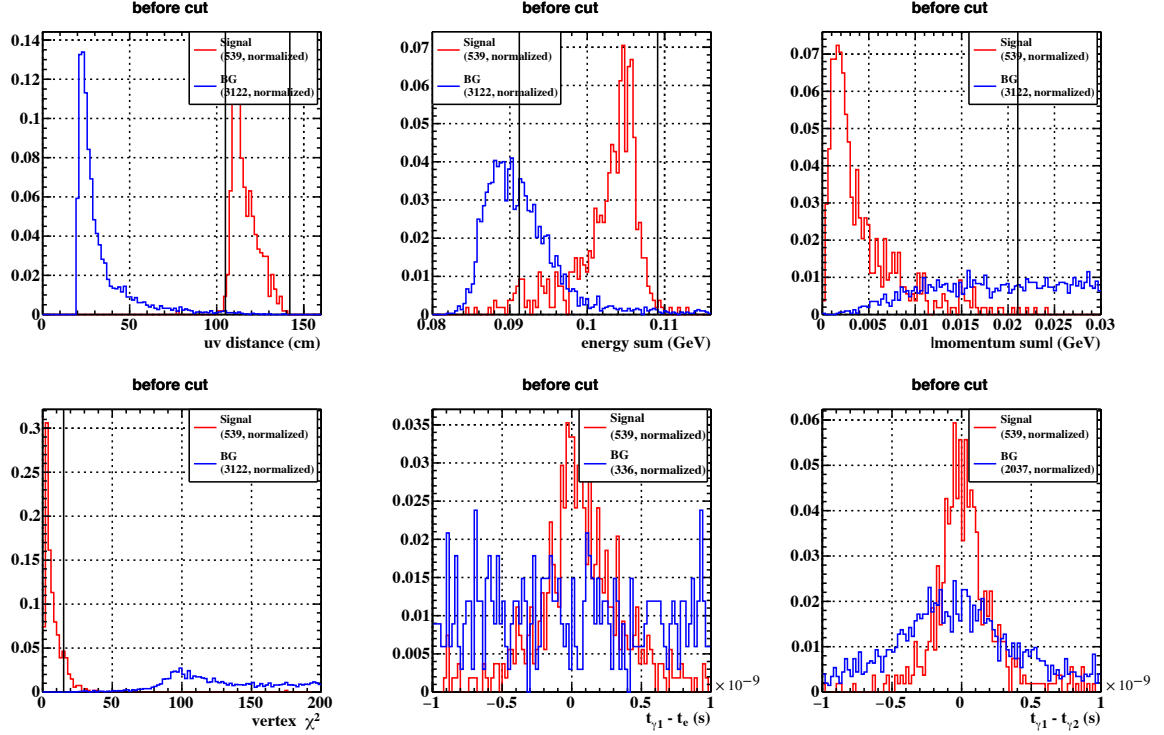 before cut
0.14
0.12
0.1
0.08
0.06
0.04
0.02
0
0 50 100 150
uv distance (cm)
Signal
(539, normalized)
BG
(3122, normalized)
before cut
0.07
0.06
0.05
0.04
0.03
0.02
0.01
0
0.08 0.09 0.1 0.11
energy sum (GeV)
Signal
(539, normalized)
BG
(3122, normalized)
before cut
0.07
0.06
0.05
0.04
0.03
0.02
0.01
0
0 0.005 0.01 0.015 0.02 0.025 0.03
|momentum sum| (GeV)
Signal
(539, normalized)
BG
(3122, normalized)
before cut
0.3
0.25
0.2
0.15
0.1
0.05
0
0 50 100 150 200
vertex χ²
Signal
(539, normalized)
BG
(3122, normalized)
before cut
0.035
0.03
0.025
0.02
0.015
0.01
0.005
0
−1 −0.5 0 0.5 1
×10⁻⁹
tγ1 - te (s)
Signal
(539, normalized)
BG
(336, normalized)
before cut
0.06
0.05
0.04
0.03
0.02
0.01
0
−1 −0.5 0 0.5 1
×10⁻⁹
tγ1 - tγ2 (s)
Signal
(539, normalized)
BG
(2037, normalized)